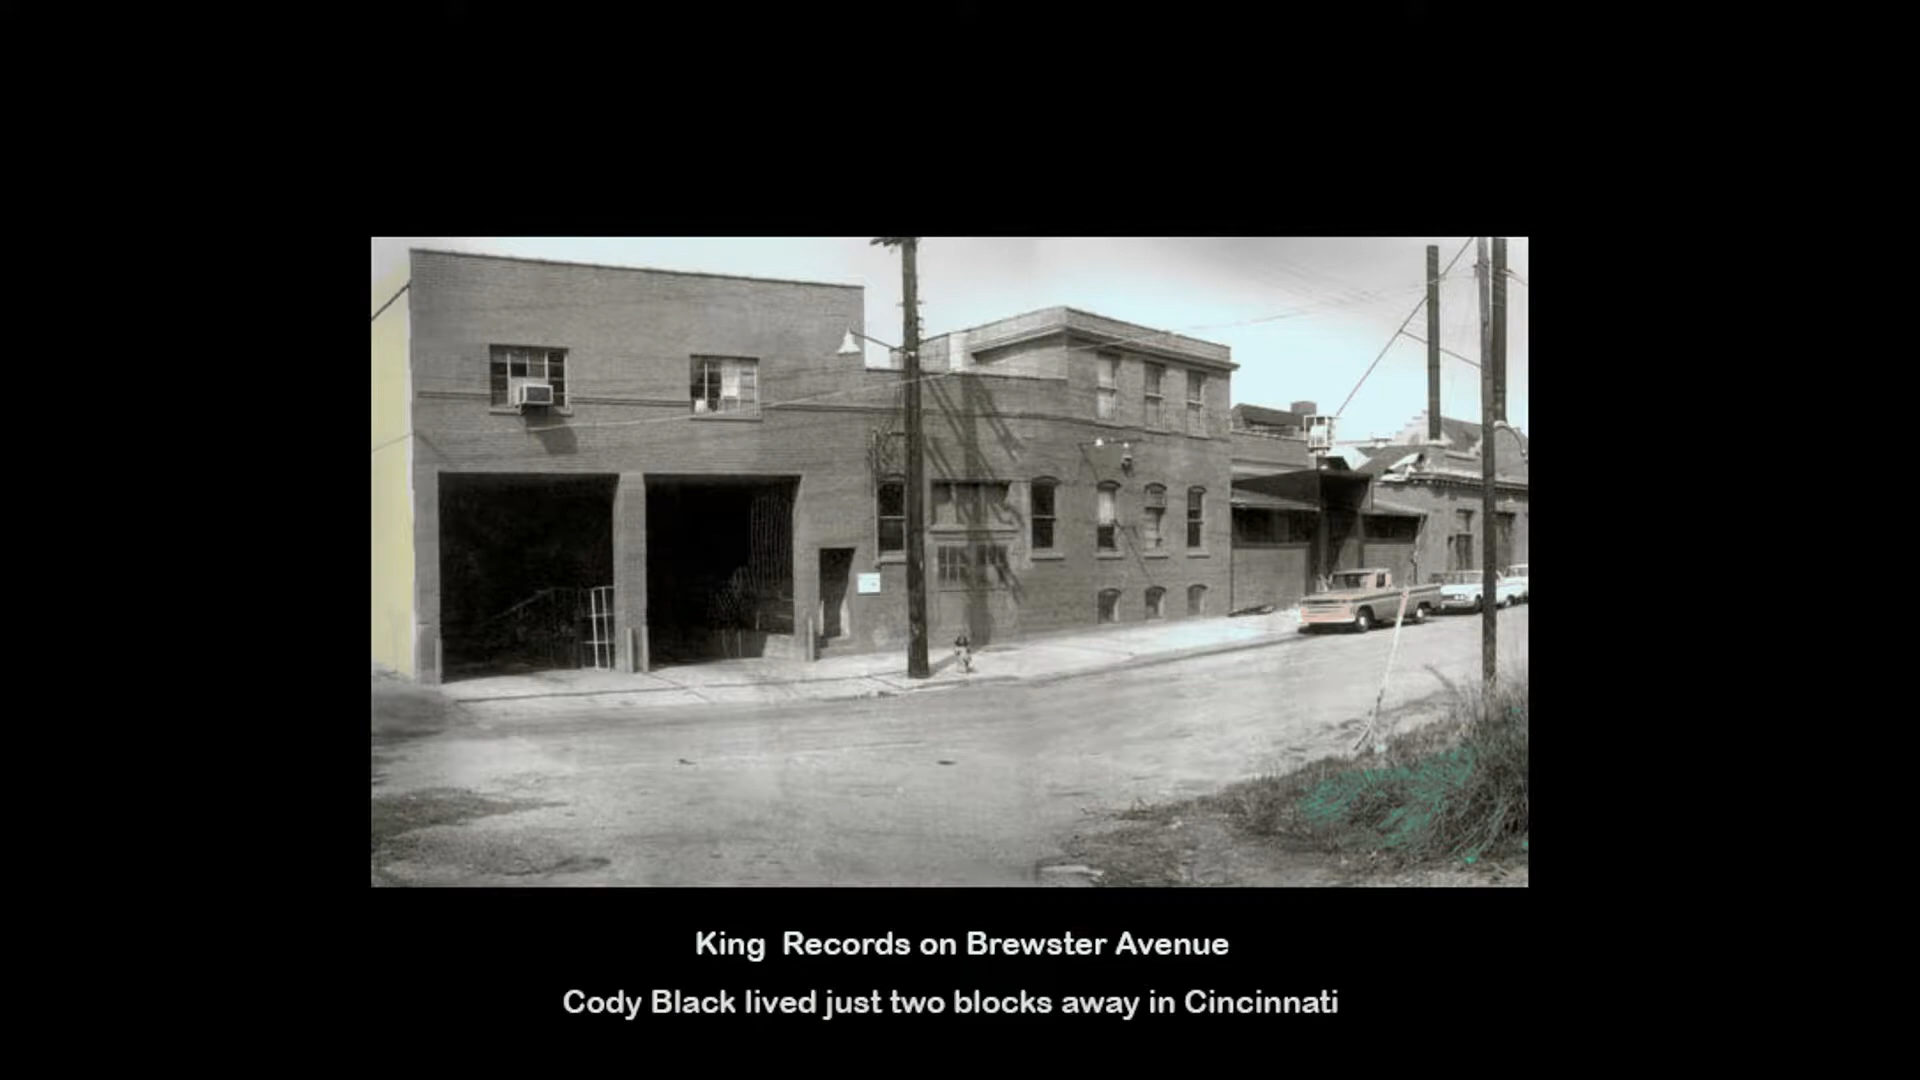 King  Records on Brewster Avenue
Cody Black lived just two blocks away in Cincinnati